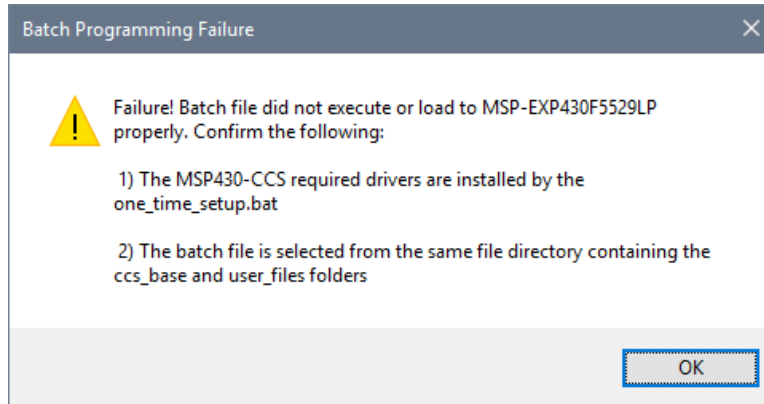 Batch Programming Failure
Failure! Batch file did not execute or load to MSP-EXP430F5529LP
properly. Confirm the following:
1) The MSP430-CCS required drivers are installed by the
one_time_setup.bat
2) The batch file is selected from the same file directory containing the
ccs_base and user_files folders
OK